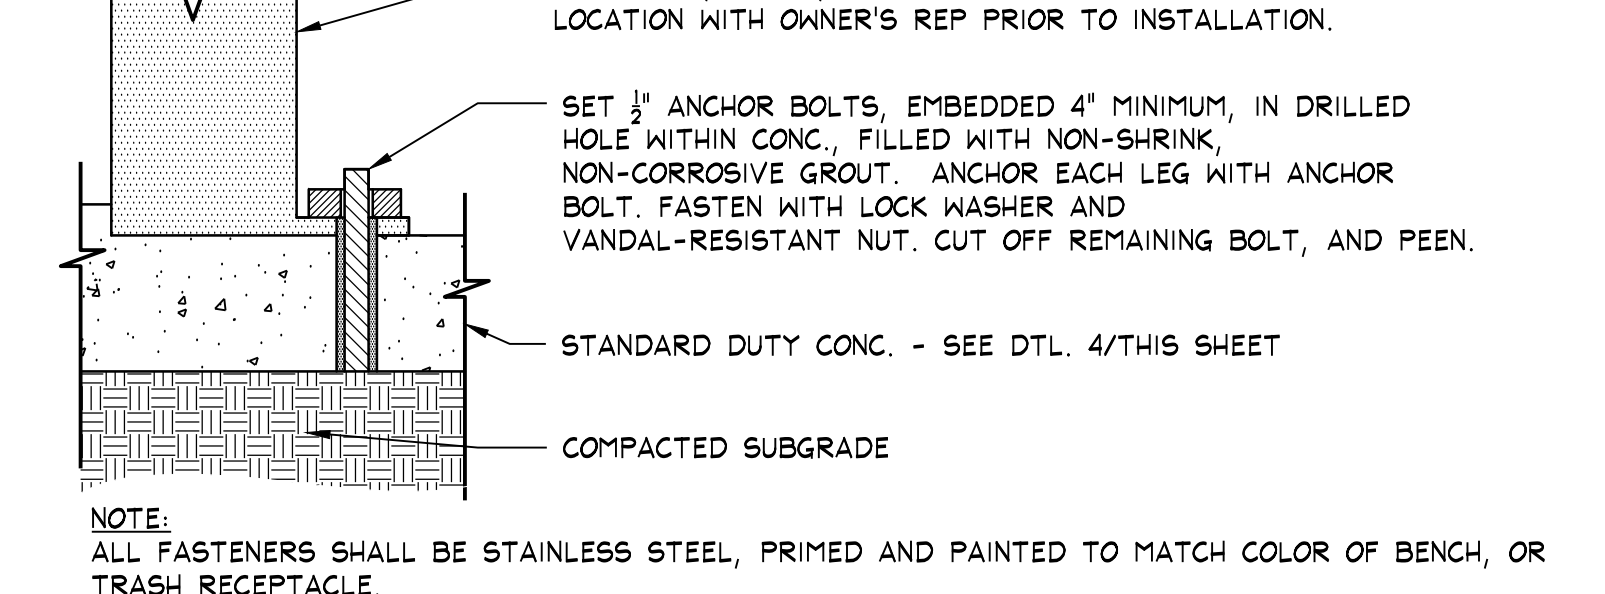 LOCATION WITH OWNER'S REP PRIOR TO INSTALLATION.
SET ½" ANCHOR BOLTS, EMBEDDED 4" MINIMUM, IN DRILLED
HOLE WITHIN CONC., FILLED WITH NON-SHRINK,
NON-CORROSIVE GROUT. ANCHOR EACH LEG WITH ANCHOR
BOLT. FASTEN WITH LOCK WASHER AND
VANDAL-RESISTANT NUT. CUT OFF REMAINING BOLT, AND PEEN.
STANDARD DUTY CONC. - SEE DTL. 4/THIS SHEET
COMPACTED SUBGRADE
NOTE:
ALL FASTENERS SHALL BE STAINLESS STEEL, PRIMED AND PAINTED TO MATCH COLOR OF BENCH, OR
TRASH RECEPTACLE.